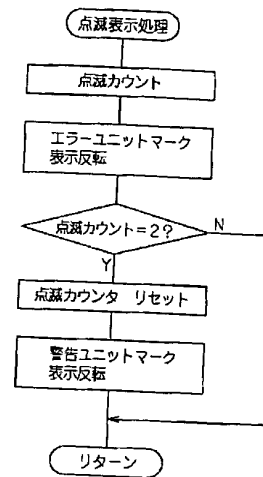 点滅表示処理
点滅カウント
エラーユニットマーク
表示反転
点滅カウント=2?
N
Y
点滅カウンタ リセット
警告ユニットマーク
表示反転
リターン